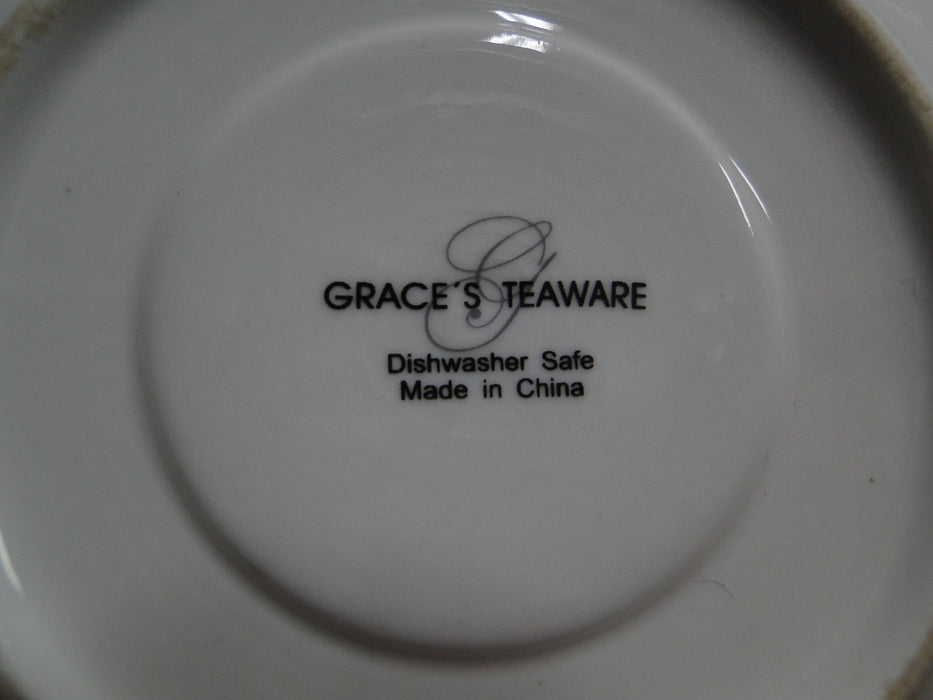 G
GRACE'S TEAWARE
Dishwasher Safe
Made in China